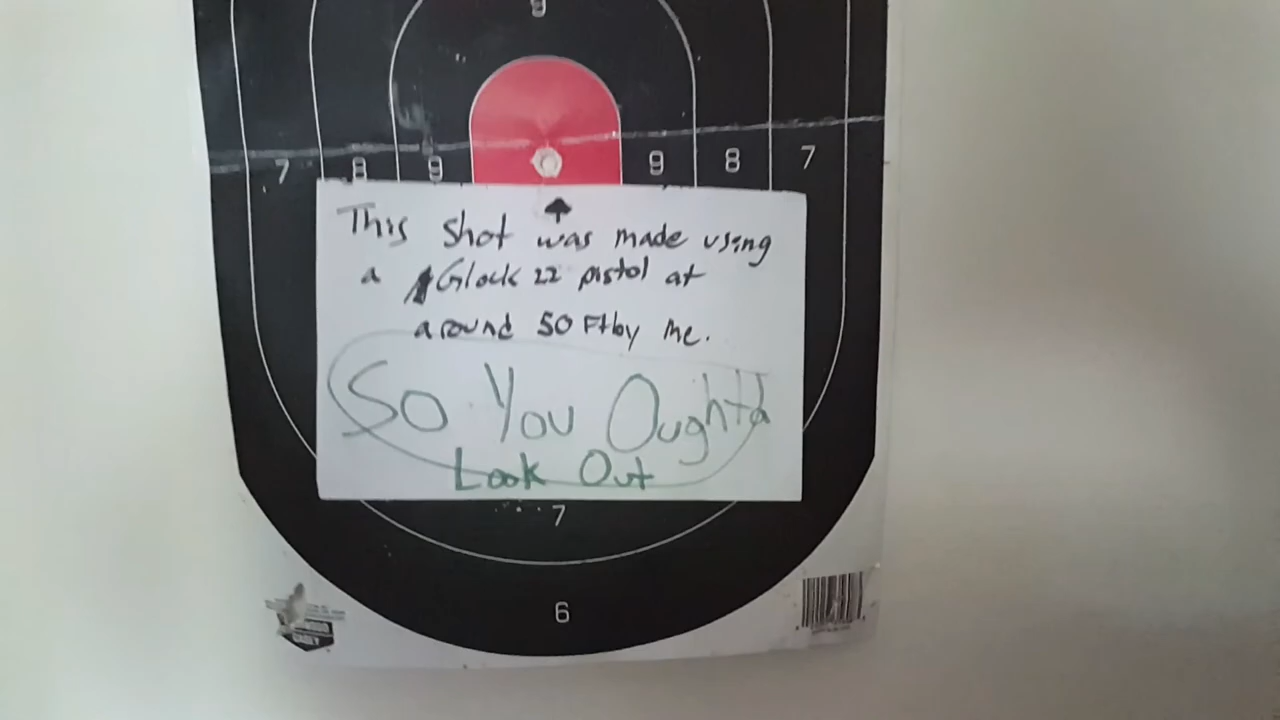 9
7 8 9 9 8 7
This shot was made using
a Glock 22 pistol at
around 50 Ft by me.
So You Oughtta
Look Out
7
6